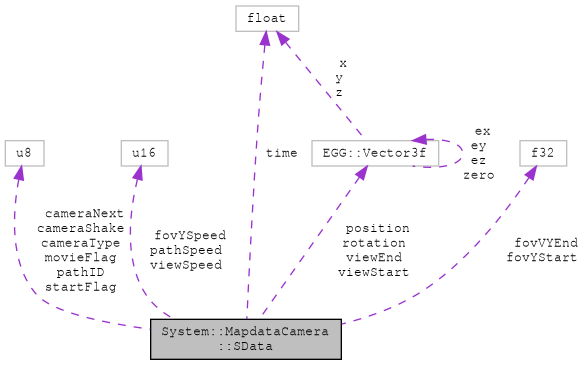 float
x
y
z
ex
ey
ez
zero
u8
u16
time
EGG::Vector3f
f32
cameraNext
cameraShake
cameraType
movieFlag
pathID
startFlag
fovYSpeed
pathSpeed
viewSpeed
position
rotation
viewEnd
viewStart
fovVYEnd
fovYStart
System::MapdataCamera
::SData